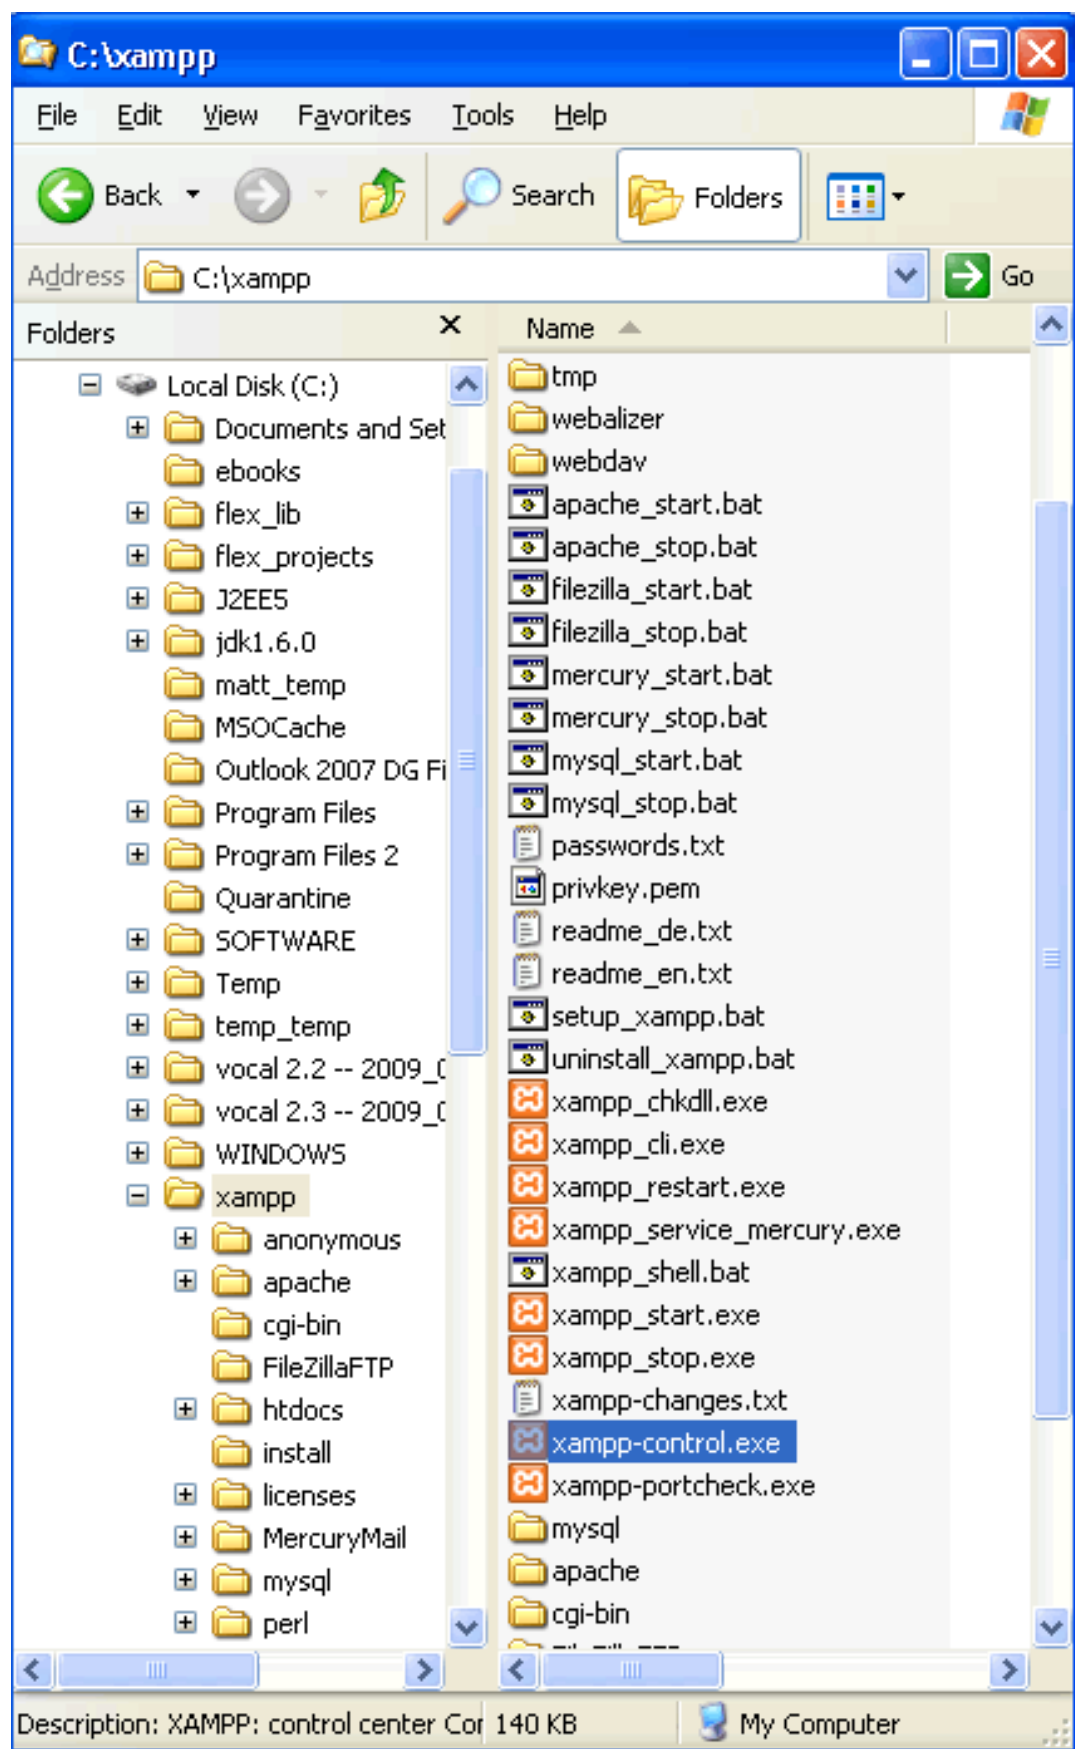 C:\xampp
File Edit View Favorites Tools Help
Back Search Folders
Address C:\xampp Go
Folders
Local Disk (C:)
Documents and Set
ebooks
flex_lib
flex_projects
J2EE5
jdk1.6.0
matt_temp
MSOCache
Outlook 2007 DG Fi
Program Files
Program Files 2
Quarantine
SOFTWARE
Temp
temp_temp
vocal 2.2 -- 2009_0
vocal 2.3 -- 2009_0
WINDOWS
xampp
anonymous
apache
cgi-bin
FileZillaFTP
htdocs
install
licenses
MercuryMail
mysql
perl
Name
tmp
webalizer
webdav
apache_start.bat
apache_stop.bat
filezilla_start.bat
filezilla_stop.bat
mercury_start.bat
mercury_stop.bat
mysql_start.bat
mysql_stop.bat
passwords.txt
privkey.pem
readme_de.txt
readme_en.txt
setup_xampp.bat
uninstall_xampp.bat
xampp_chkdll.exe
xampp_cli.exe
xampp_restart.exe
xampp_service_mercury.exe
xampp_shell.bat
xampp_start.exe
xampp_stop.exe
xampp-changes.txt
xampp-control.exe
xampp-portcheck.exe
mysql
apache
cgi-bin
Description: XAMPP: control center Cor 140 KB My Computer